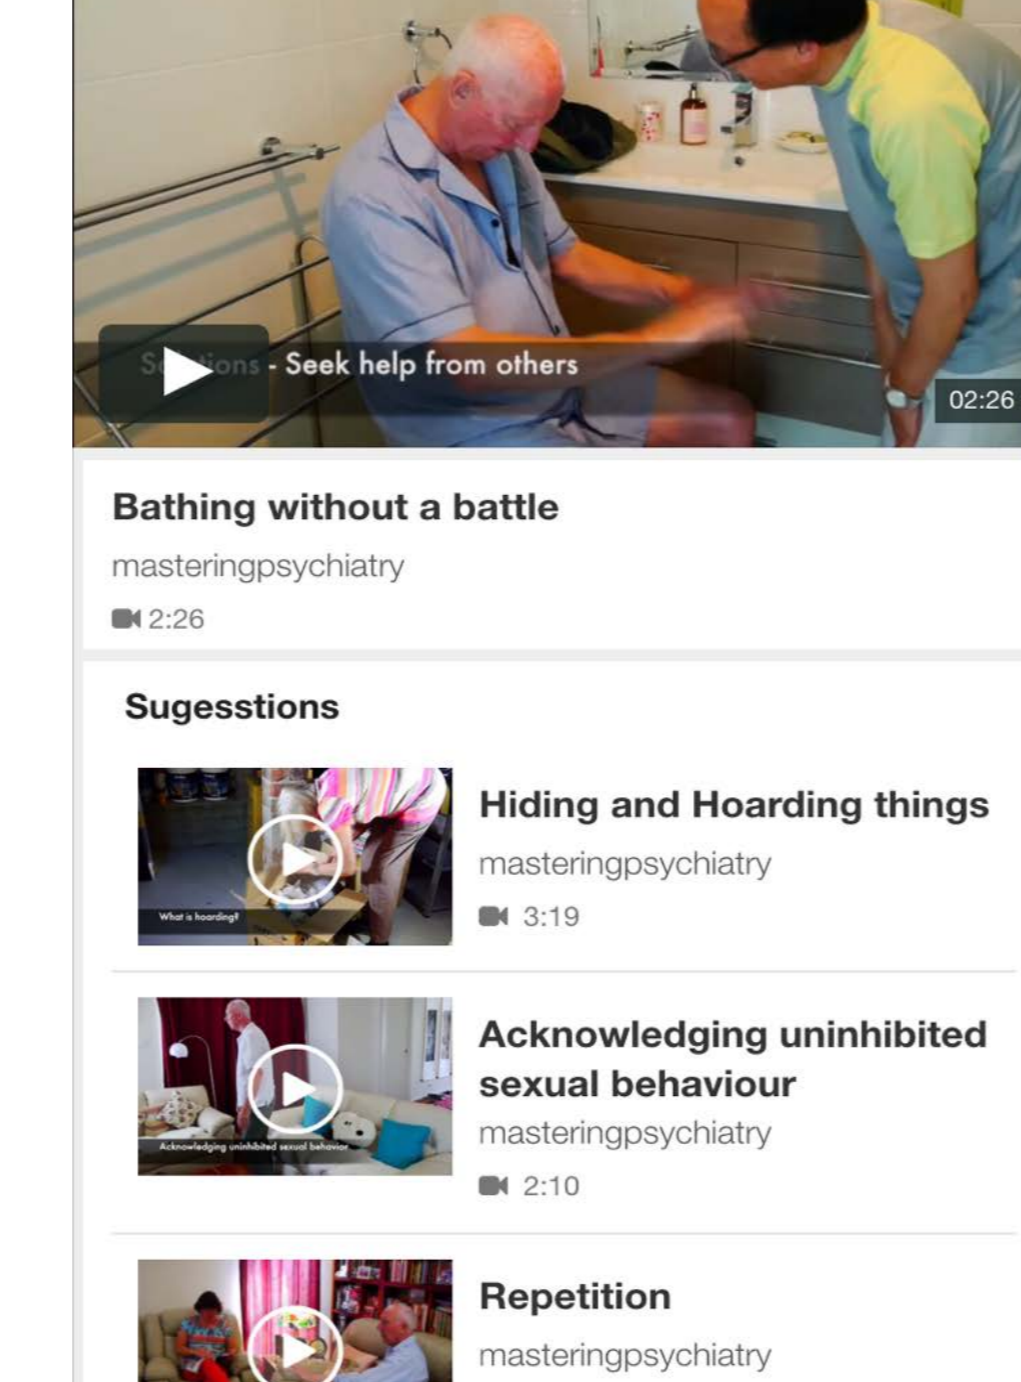 Solutions - Seek help from others
02:26
Bathing without a battle
masteringpsychiatry
2:26
Sugesstions
Hiding and Hoarding things
masteringpsychiatry
3:19
What is hoarding?
Acknowledging uninhibited
sexual behaviour
masteringpsychiatry
2:10
Acknowledging uninhibited sexual behavior
Repetition
masteringpsychiatry